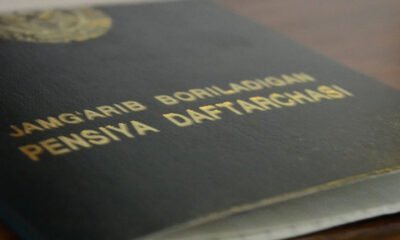 JAMG'ARIB BORILADIGAN
PENSIYA DAFTARCHASI